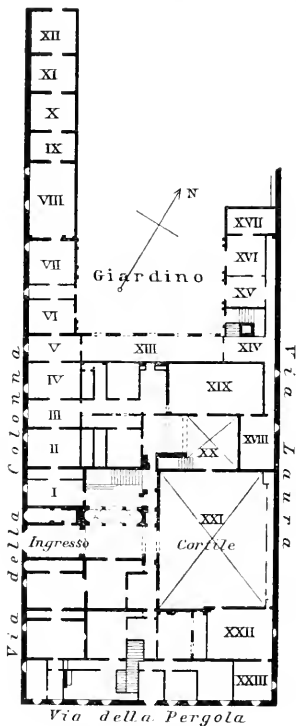 XII
XI
X
IX
VIII
XVII
N
VII
XVI
Giardino
XV
VI
V
XIII
XIV
IV
XIX
III
II
XX
XVIII
I
XXI
Ingresso
Cortile
XXII
XXIII
Via della Colonna
Via Laura
Via della Pergola